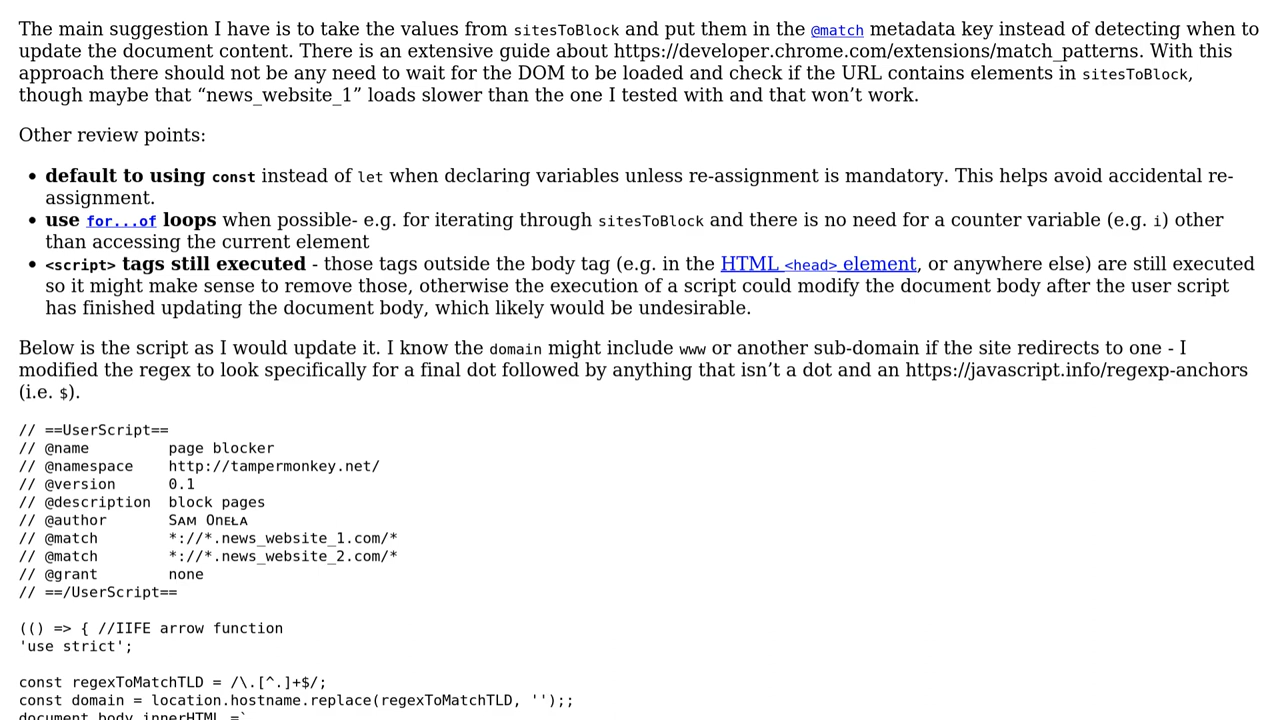 The main suggestion I have is to take the values from sitesToBlock and put them in the @match metadata key instead of detecting when to
update the document content. There is an extensive guide about https://developer.chrome.com/extensions/match_patterns. With this
approach there should not be any need to wait for the DOM to be loaded and check if the URL contains elements in sitesToBlock,
though maybe that “news_website_1” loads slower than the one I tested with and that won’t work.
Other review points:
• default to using const instead of let when declaring variables unless re-assignment is mandatory. This helps avoid accidental re-
assignment.
• use for...of loops when possible- e.g. for iterating through sitesToBlock and there is no need for a counter variable (e.g. i) other
than accessing the current element
• <script> tags still executed - those tags outside the body tag (e.g. in the HTML <head> element, or anywhere else) are still executed
so it might make sense to remove those, otherwise the execution of a script could modify the document body after the user script
has finished updating the document body, which likely would be undesirable.
Below is the script as I would update it. I know the domain might include www or another sub-domain if the site redirects to one - I
modified the regex to look specifically for a final dot followed by anything that isn’t a dot and an https://javascript.info/regexp-anchors
(i.e. $).
// ==UserScript==
// @name         page blocker
// @namespace    http://tampermonkey.net/
// @version      0.1
// @description  block pages
// @author       Sᴀᴍ Onᴇᴌᴀ
// @match        *://*.news_website_1.com/*
// @match        *://*.news_website_2.com/*
// @grant        none
// ==/UserScript==
(() => { //IIFE arrow function
'use strict';
const regexToMatchTLD = /\.[^.]+$/;
const domain = location.hostname.replace(regexToMatchTLD, '');;
document.body.innerHTML =`